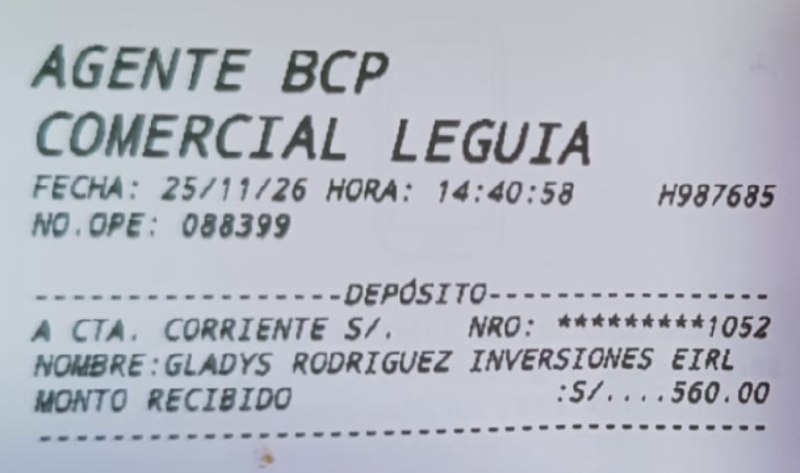 AGENTE BCP
COMERCIAL LEGUIA
FECHA: 25/11/26 HORA: 14:40:58 H987685
NO.OPE: 088399
-----------------DEPÓSITO-----------------
A CTA. CORRIENTE S/. NRO: *********1052
NOMBRE:GLADYS RODRIGUEZ INVERSIONES EIRL
MONTO RECIBIDO :S/....560.00
------------------------------------------